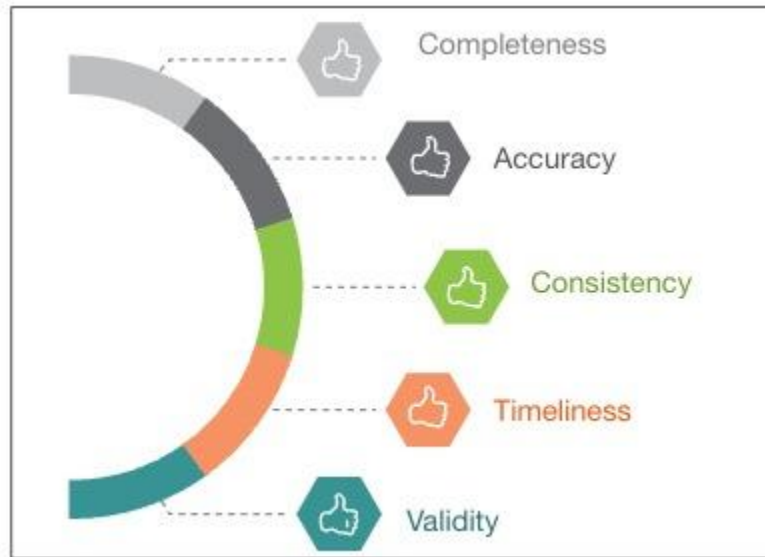 Completeness
Accuracy
Consistency
Timeliness
Validity